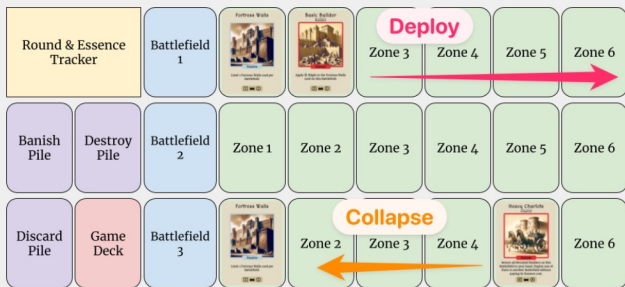 Round & Essence
Tracker
Battlefield
1
Fortress Walls
Basic Builder
Deploy
Zone 3
Zone 4
Zone 5
Zone 6
Banish
Pile
Destroy
Pile
Battlefield
2
Zone 1
Zone 2
Zone 3
Zone 4
Zone 5
Zone 6
Discard
Pile
Game
Deck
Battlefield
3
Fortress Walls
Collapse
Zone 2
Zone 3
Zone 4
Heavy Chariots
Zone 6